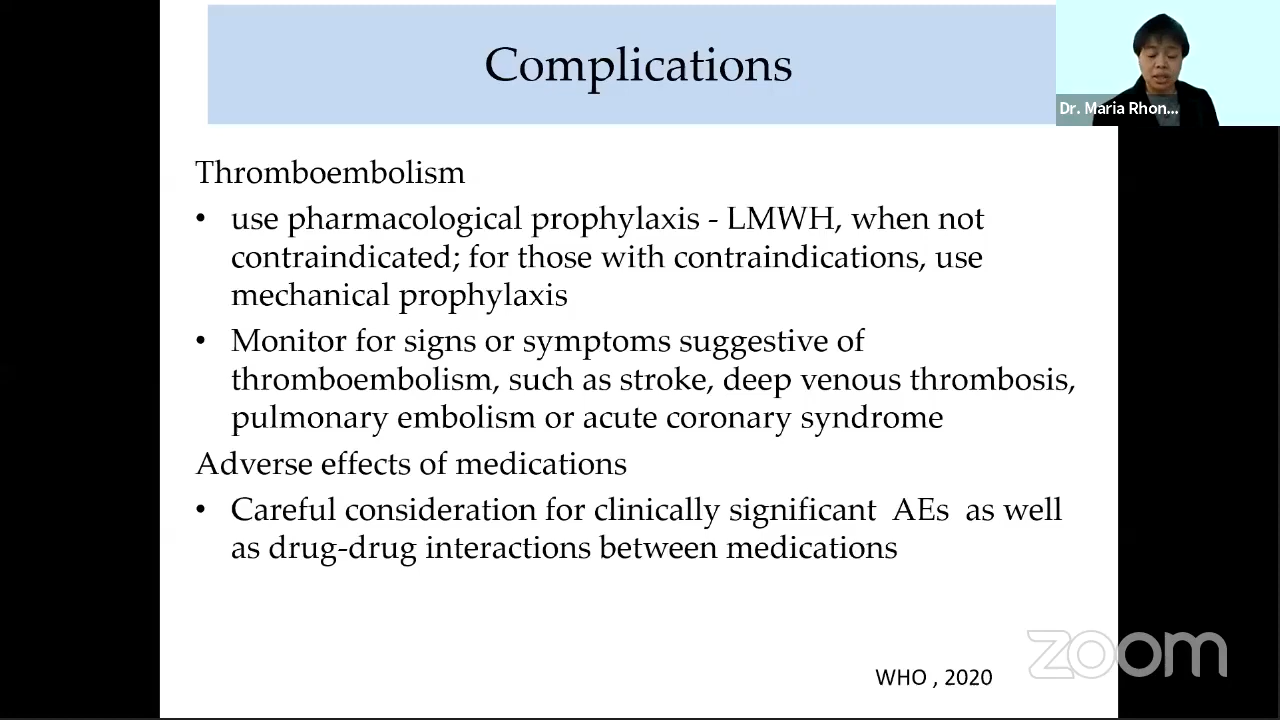 Complications
Dr. Maria Rhon...
Thromboembolism
• use pharmacological prophylaxis - LMWH, when not
contraindicated; for those with contraindications, use
mechanical prophylaxis
• Monitor for signs or symptoms suggestive of
thromboembolism, such as stroke, deep venous thrombosis,
pulmonary embolism or acute coronary syndrome
Adverse effects of medications
• Careful consideration for clinically significant  AEs  as well
as drug-drug interactions between medications
zoom
WHO , 2020